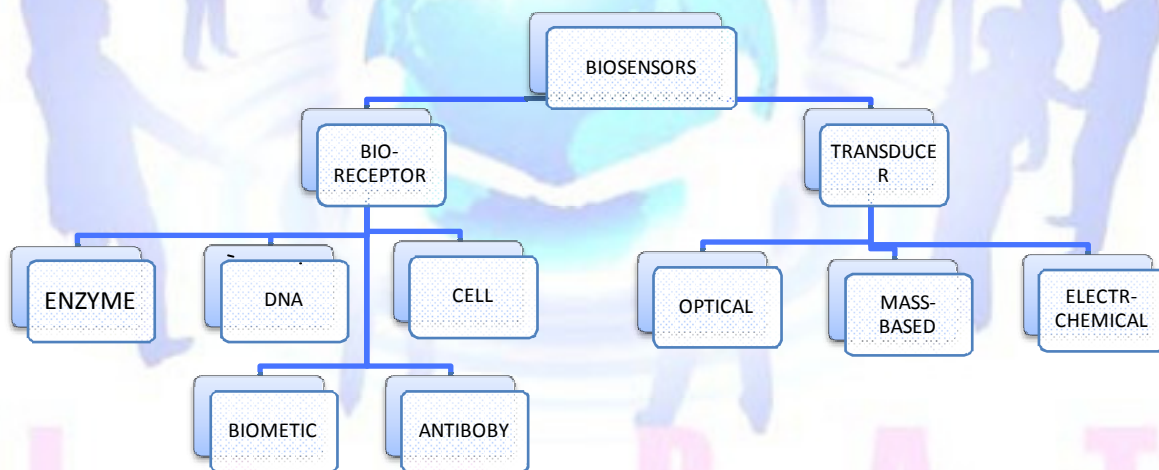 BIOSENSORS
BIO-
RECEPTOR
TRANSDUCE
R
ENZYME
DNA
CELL
OPTICAL
MASS-
BASED
ELECTR-
CHEMICAL
BIOMETIC
ANTIBOBY